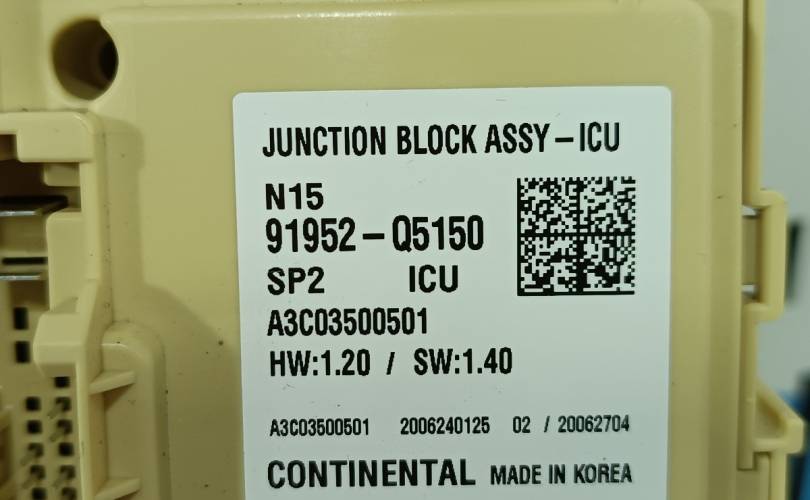 JUNCTION BLOCK ASSY-ICU
N15
91952-Q5150
SP2 ICU
A3C03500501
HW:1.20 / SW:1.40
A3C03500501 2006240125 02 / 20062704
CONTINENTAL MADE IN KOREA